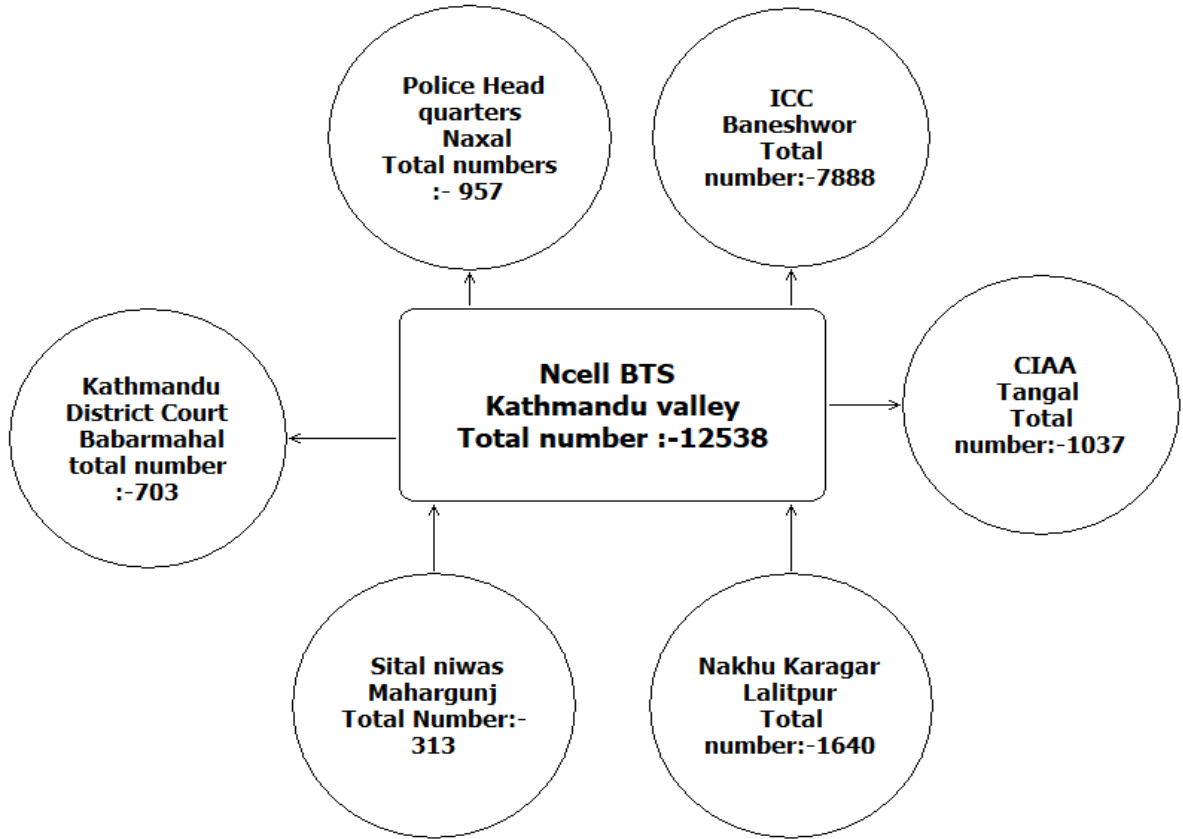 Police Head
quarters
Naxal
Total numbers
:- 957
ICC
Baneshwor
Total
number:-7888
Ncell BTS
Kathmandu valley
Total number :-12538
CIAA
Tangal
Total
number:-1037
Kathmandu
District Court
Babarmahal
total number
:-703
Sital niwas
Mahargunj
Total Number:-
313
Nakhu Karagar
Lalitpur
Total
number:-1640